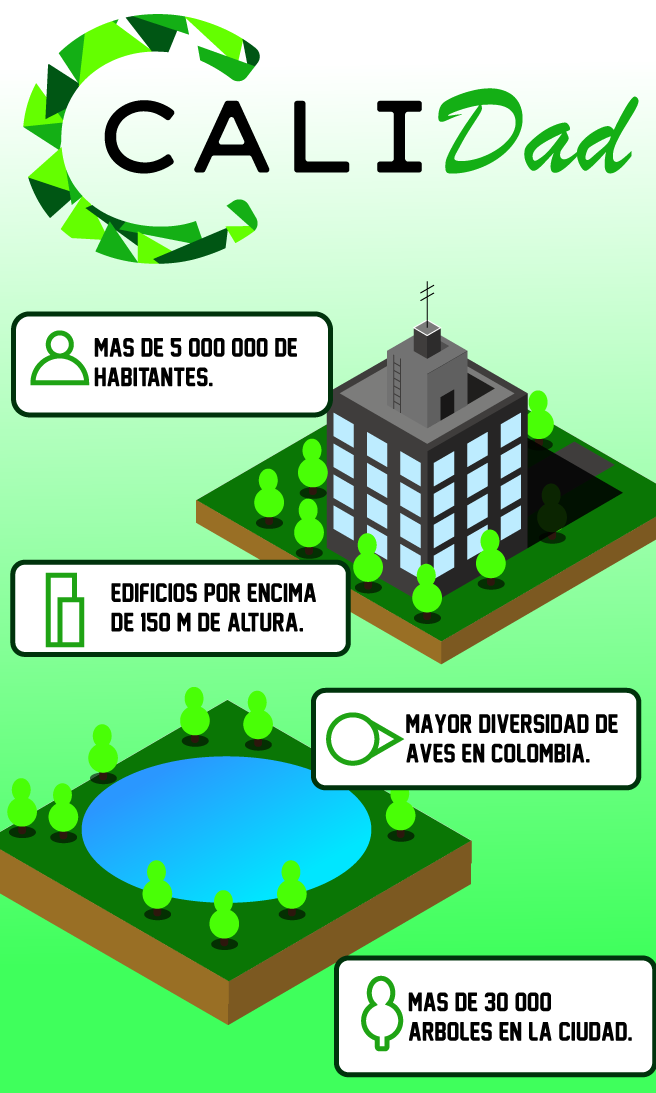 CALIDad
MAS DE 5 000 000 DE
HABITANTES.
EDIFICIOS POR ENCIMA
DE 150 M DE ALTURA.
MAYOR DIVERSIDAD DE
AVES EN COLOMBIA.
MAS DE 30 000
ARBOLES EN LA CIUDAD.